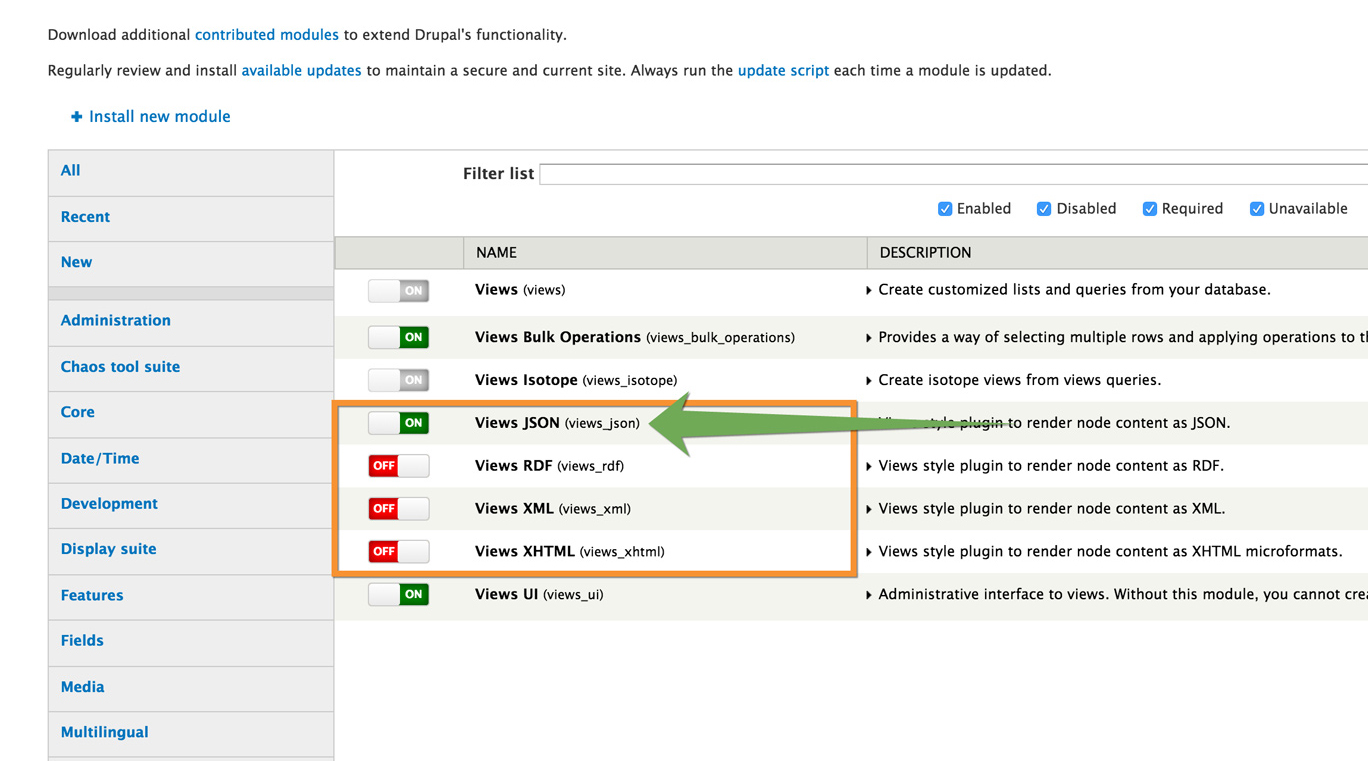 Download additional contributed modules to extend Drupal's functionality.
Regularly review and install available updates to maintain a secure and current site. Always run the update script each time a module is updated.
+ Install new module
All
Recent
New
Administration
Chaos tool suite
Core
Date/Time
Development
Display suite
Features
Fields
Media
Multilingual
Filter list
Enabled Disabled Required Unavailable
NAME DESCRIPTION
ON Views (views) Create customized lists and queries from your database.
ON Views Bulk Operations (views_bulk_operations) Provides a way of selecting multiple rows and applying operations to th
ON Views Isotope (views_isotope) Create isotope views from views queries.
ON Views JSON (views_json) Views style plugin to render node content as JSON.
OFF Views RDF (views_rdf) Views style plugin to render node content as RDF.
OFF Views XML (views_xml) Views style plugin to render node content as XML.
OFF Views XHTML (views_xhtml) Views style plugin to render node content as XHTML microformats.
ON Views UI (views_ui) Administrative interface to views. Without this module, you cannot crea